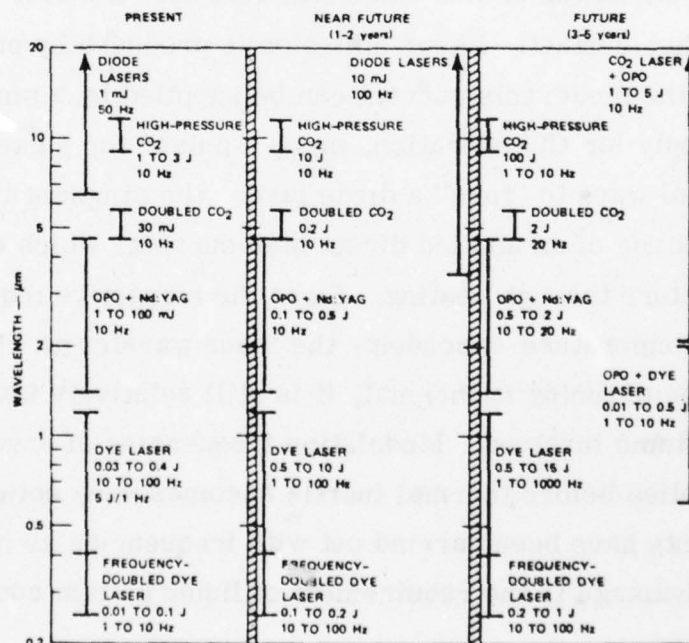 PRESENT
NEAR FUTURE
(1-2 years)
FUTURE
(3-5 years)
WAVELENGTH — µm
20
10
5
2
1
0.5
DIODE
LASERS
1 mJ
50 Hz
HIGH-PRESSURE
CO2
1 TO 3 J
10 Hz
DOUBLED CO2
30 mJ
10 Hz
OPO + Nd:YAG
1 TO 100 mJ
10 Hz
DYE LASER
0.03 TO 0.4 J
10 TO 100 Hz
FREQUENCY-
DOUBLED DYE
LASER
0.01 TO 0.1 J
1 TO 10 Hz
DIODE
LASERS
10 mJ
100 Hz
HIGH-PRESSURE
CO2
10 J
10 Hz
DOUBLED CO2
0.2 J
10 Hz
OPO + Nd:YAG
0.1 TO 0.5 J
10 Hz
DYE LASER
0.5 TO 10 J
1 TO 100 Hz
FREQUENCY-
DOUBLED DYE
LASER
0.1 TO 0.2 J
10 TO 100 Hz
CO2 LASER
+ OPO
1 TO 5 J
10 Hz
HIGH-PRESSURE
CO2
100 J
1 TO 10 Hz
DOUBLED CO2
2 J
20 Hz
OPO + Nd:YAG
0.5 TO 2 J
10 TO 20 Hz
OPO + DYE
LASER
0.01 TO 0.5 J
1 TO 10 Hz
DYE LASER
0.5 TO 15 J
1 TO 1000 Hz
FREQUENCY-
DOUBLED DYE
LASER
0.2 TO 1 J
10 TO 100 Hz